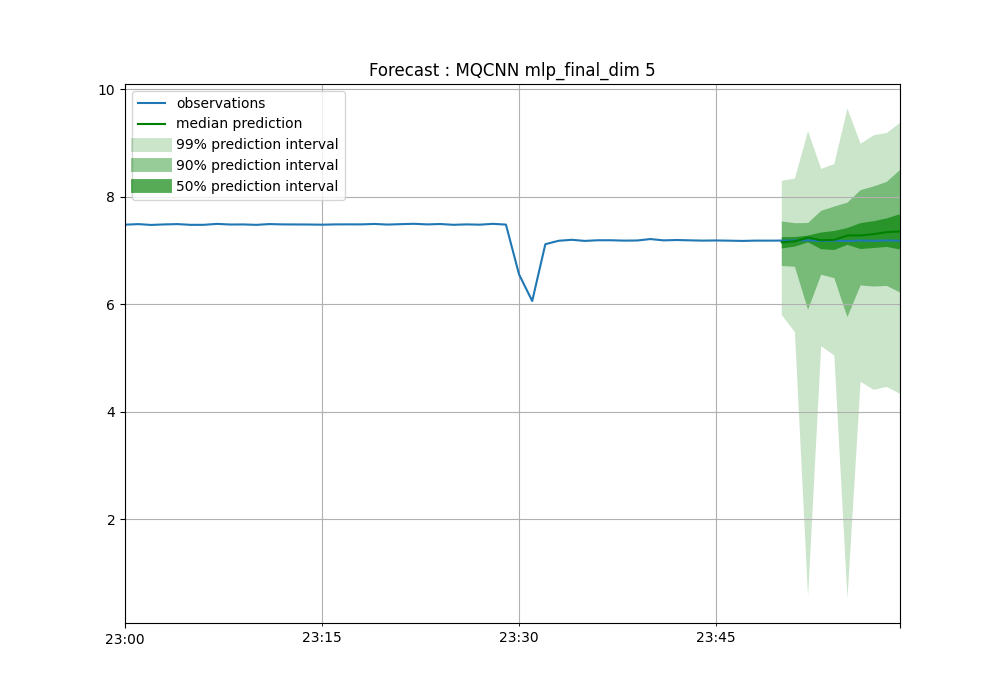 Forecast : MQCNN mlp_final_dim 5
observations
median prediction
99% prediction interval
90% prediction interval
50% prediction interval
10
8
6
4
2
23:00
23:15
23:30
23:45